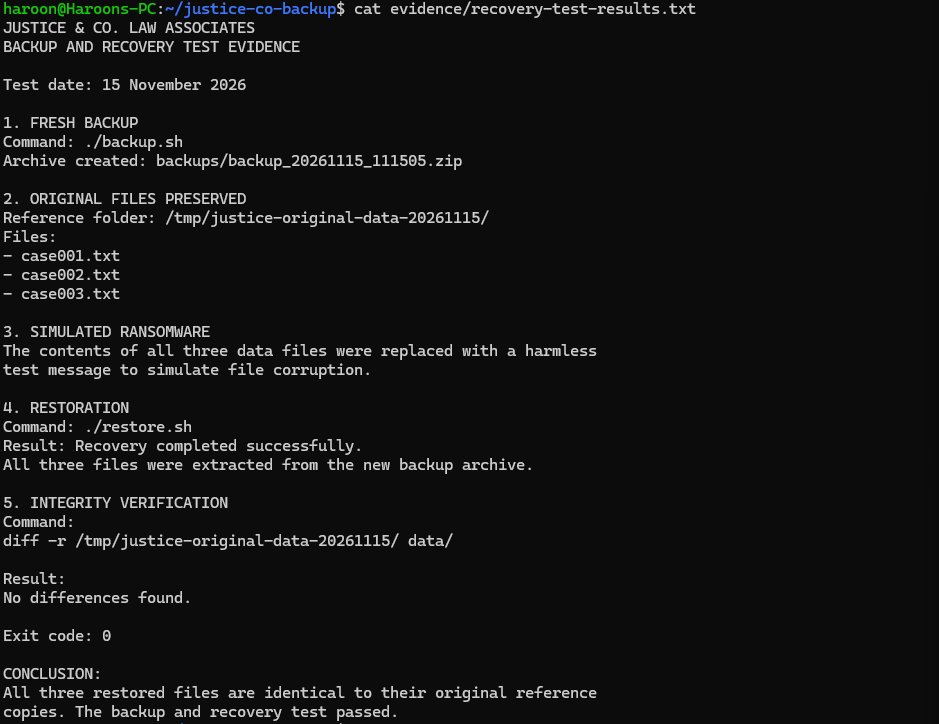 haroon@Haroons-PC:~/justice-co-backup$ cat evidence/recovery-test-results.txt
JUSTICE & CO. LAW ASSOCIATES
BACKUP AND RECOVERY TEST EVIDENCE
Test date: 15 November 2026
1. FRESH BACKUP
Command: ./backup.sh
Archive created: backups/backup_20261115_111505.zip
2. ORIGINAL FILES PRESERVED
Reference folder: /tmp/justice-original-data-20261115/
Files:
- case001.txt
- case002.txt
- case003.txt
3. SIMULATED RANSOMWARE
The contents of all three data files were replaced with a harmless
test message to simulate file corruption.
4. RESTORATION
Command: ./restore.sh
Result: Recovery completed successfully.
All three files were extracted from the new backup archive.
5. INTEGRITY VERIFICATION
Command:
diff -r /tmp/justice-original-data-20261115/ data/
Result:
No differences found.
Exit code: 0
CONCLUSION:
All three restored files are identical to their original reference
copies. The backup and recovery test passed.